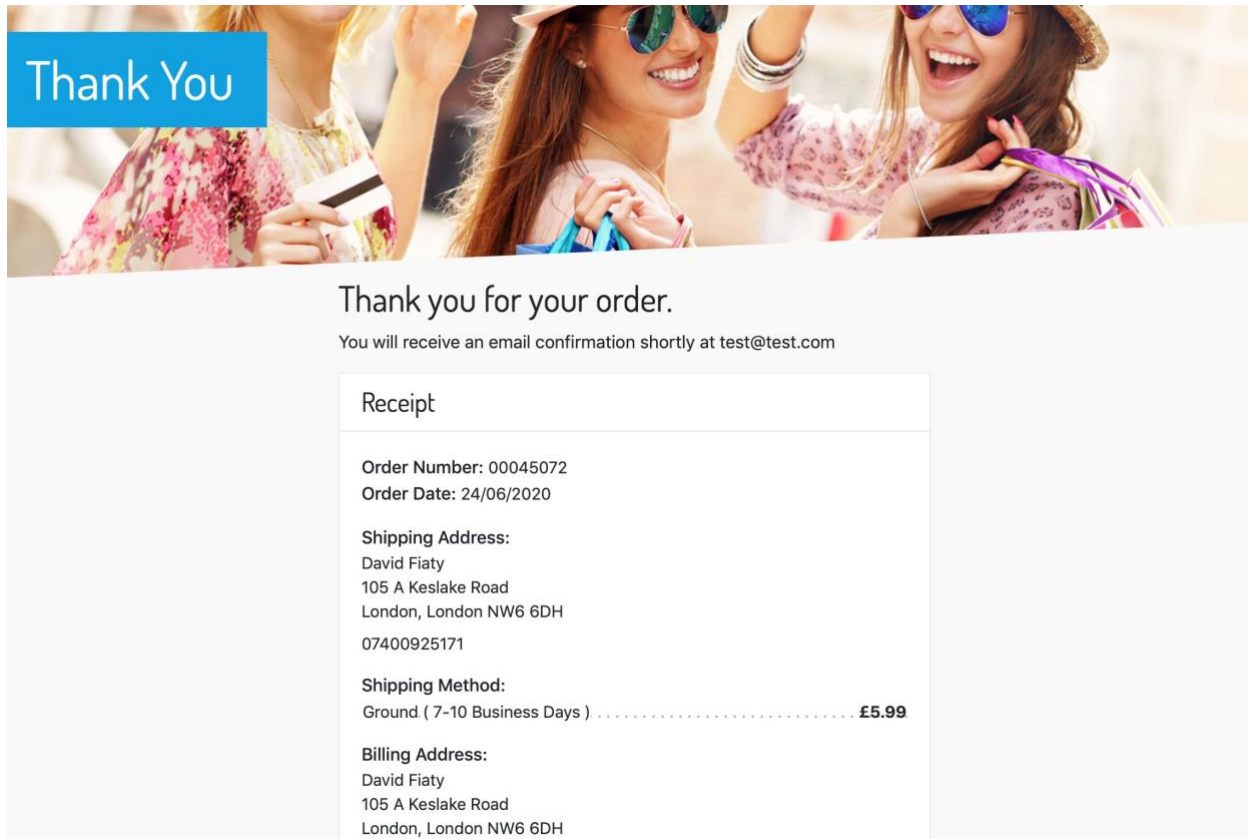 Thank You
Thank you for your order.
You will receive an email confirmation shortly at test@test.com
Receipt
Order Number: 00045072
Order Date: 24/06/2020
Shipping Address:
David Fiaty
105 A Keslake Road
London, London NW6 6DH
07400925171
Shipping Method:
Ground ( 7-10 Business Days ) . . . . . . . . . . . . . . . . . . . . . . . . . . . . . £5.99
Billing Address:
David Fiaty
105 A Keslake Road
London, London NW6 6DH